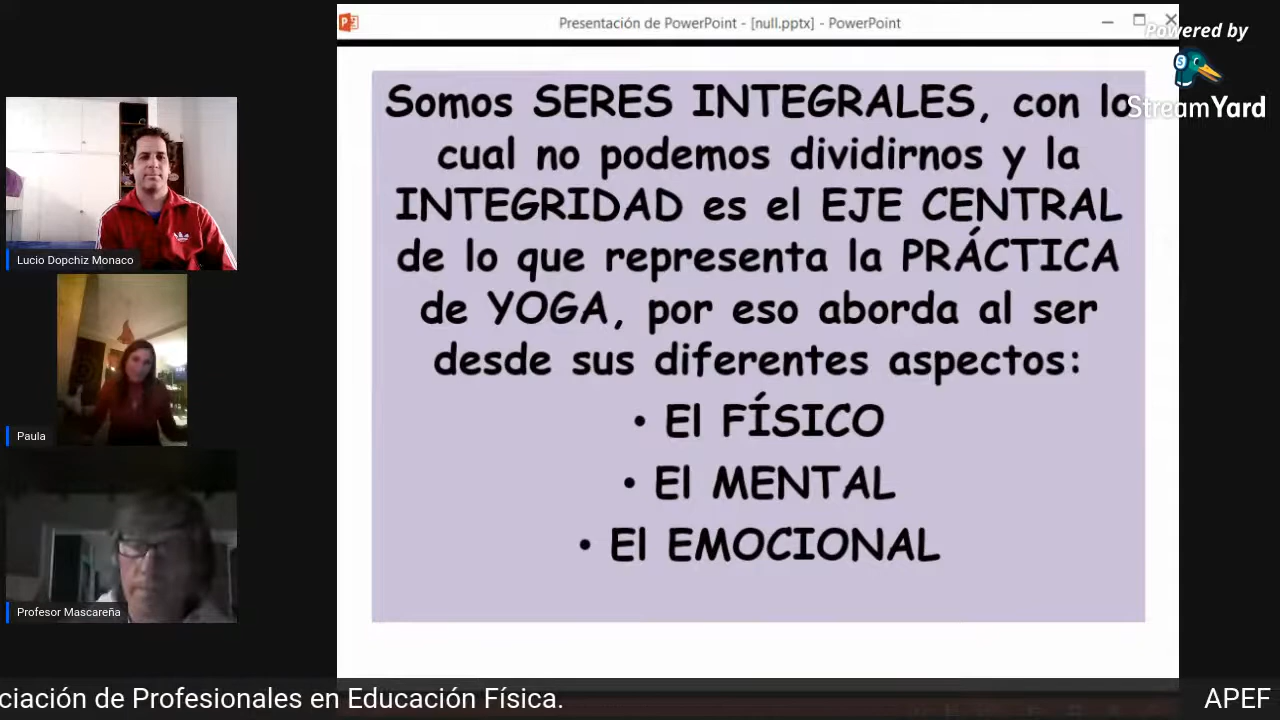 Presentación de PowerPoint - [null.pptx] - PowerPoint
Powered by
StreamYard
Somos SERES INTEGRALES, con lo
cual no podemos dividirnos y la
INTEGRIDAD es el EJE CENTRAL
de lo que representa la PRÁCTICA
de YOGA, por eso aborda al ser
desde sus diferentes aspectos:
• El FÍSICO
• El MENTAL
• El EMOCIONAL
Lucio Dopchiz Monaco
Paula
Profesor Mascareña
ciación de Profesionales en Educación Física.
APEF